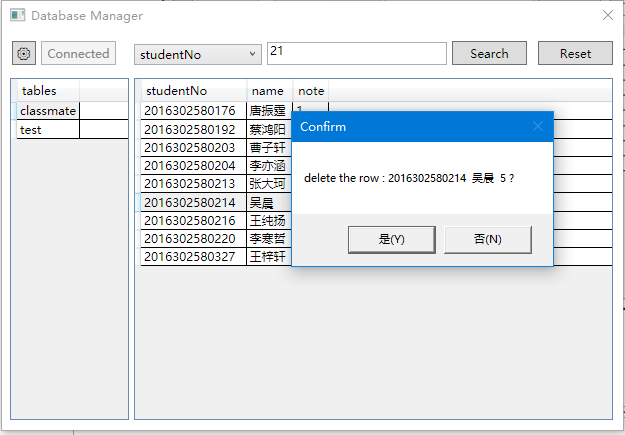 Database Manager
Connected studentNo 21 Search Reset
tables
classmate
test
studentNo name note
2016302580176 唐振霆 1
2016302580192 蔡鸿阳
2016302580203 曹子轩
2016302580204 李亦涵
2016302580213 张大珂
2016302580214 吴晨
2016302580216 王纯扬
2016302580220 李寒哲
2016302580327 王梓轩
Confirm
delete the row : 2016302580214 吴晨 5 ?
是(Y) 否(N)